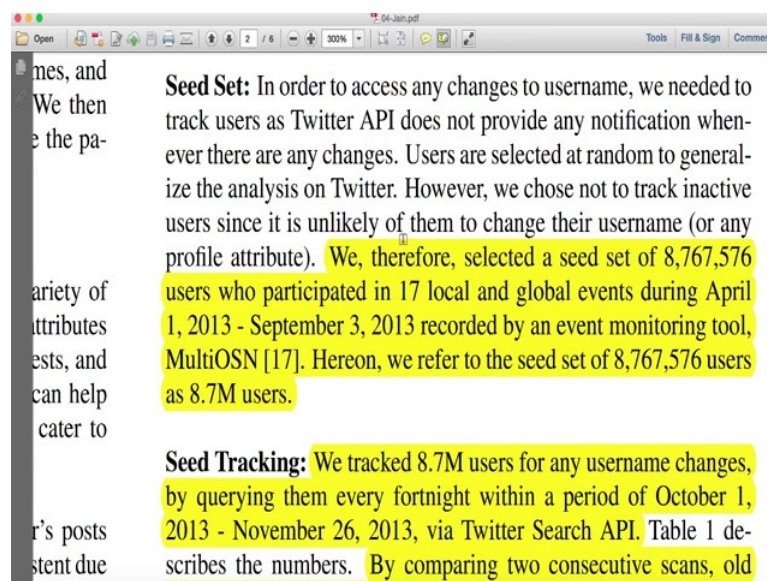 04-Jain.pdf
Open 2 / 6 300% Tools Fill & Sign Commen
mes, and
We then
e the pa-
ariety of
ttributes
ests, and
can help
cater to
r's posts
stent due
Seed Set: In order to access any changes to username, we needed to
track users as Twitter API does not provide any notification when-
ever there are any changes. Users are selected at random to general-
ize the analysis on Twitter. However, we chose not to track inactive
users since it is unlikely of them to change their username (or any
profile attribute). We, therefore, selected a seed set of 8,767,576
users who participated in 17 local and global events during April
1, 2013 - September 3, 2013 recorded by an event monitoring tool,
MultiOSN [17]. Hereon, we refer to the seed set of 8,767,576 users
as 8.7M users.
Seed Tracking: We tracked 8.7M users for any username changes,
by querying them every fortnight within a period of October 1,
2013 - November 26, 2013, via Twitter Search API. Table 1 de-
scribes the numbers. By comparing two consecutive scans, old